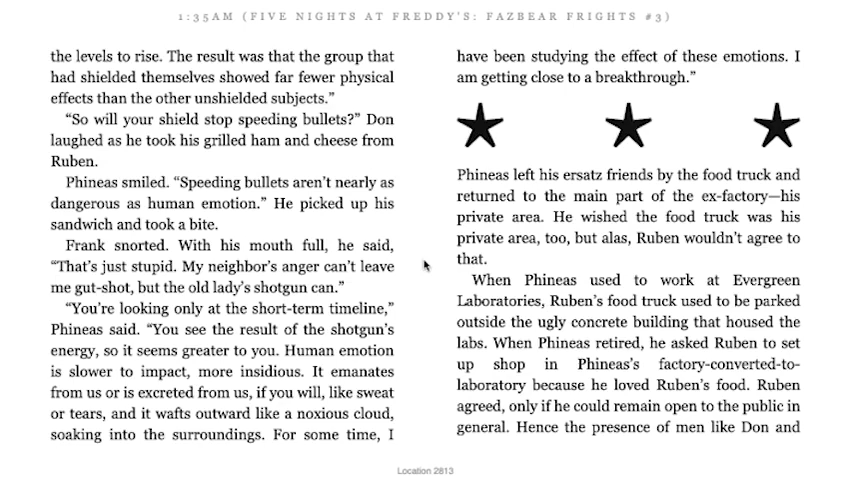 1:35AM (FIVE NIGHTS AT FREDDY'S: FAZBEAR FRIGHTS #3)
the levels to rise. The result was that the group that
had shielded themselves showed far fewer physical
effects than the other unshielded subjects.”
“So will your shield stop speeding bullets?” Don
laughed as he took his grilled ham and cheese from
Ruben.
Phineas smiled. “Speeding bullets aren’t nearly as
dangerous as human emotion.” He picked up his
sandwich and took a bite.
Frank snorted. With his mouth full, he said,
“That’s just stupid. My neighbor’s anger can’t leave
me gut-shot, but the old lady’s shotgun can.”
“You’re looking only at the short-term timeline,”
Phineas said. “You see the result of the shotgun’s
energy, so it seems greater to you. Human emotion
is slower to impact, more insidious. It emanates
from us or is excreted from us, if you will, like sweat
or tears, and it wafts outward like a noxious cloud,
soaking into the surroundings. For some time, I
have been studying the effect of these emotions. I
am getting close to a breakthrough.”
Phineas left his ersatz friends by the food truck and
returned to the main part of the ex-factory—his
private area. He wished the food truck was his
private area, too, but alas, Ruben wouldn’t agree to
that.
When Phineas used to work at Evergreen
Laboratories, Ruben’s food truck used to be parked
outside the ugly concrete building that housed the
labs. When Phineas retired, he asked Ruben to set
up shop in Phineas’s factory-converted-to-
laboratory because he loved Ruben’s food. Ruben
agreed, only if he could remain open to the public in
general. Hence the presence of men like Don and
Location 2813